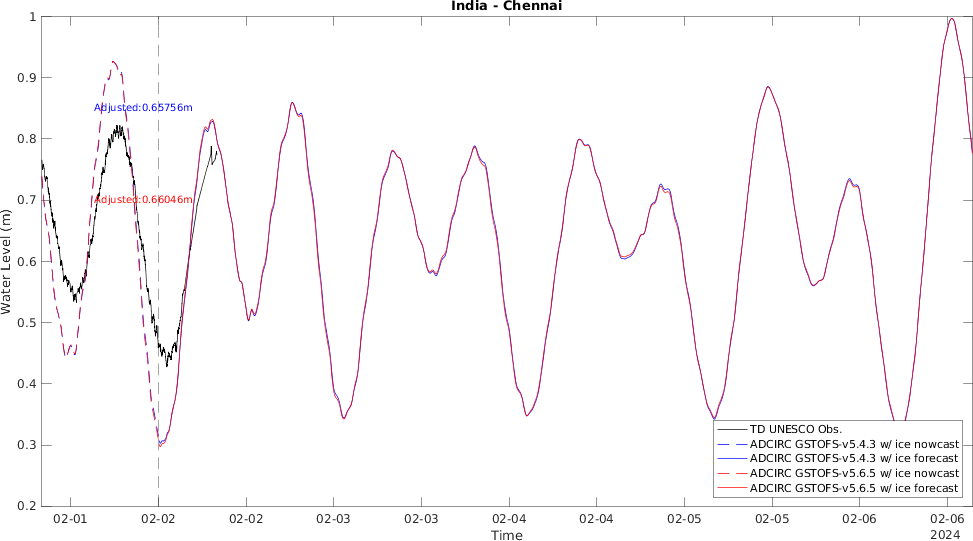 India - Chennai
1
0.9
0.8
0.7
0.6
0.5
0.4
0.3
0.2
Water Level (m)
Adjusted:0.65756m
Adjusted:0.66046m
TD UNESCO Obs.
ADCIRC GSTOFS-v5.4.3 w/ ice nowcast
ADCIRC GSTOFS-v5.4.3 w/ ice forecast
ADCIRC GSTOFS-v5.6.5 w/ ice nowcast
ADCIRC GSTOFS-v5.6.5 w/ ice forecast
02-01 02-02 02-02 02-03 02-03 02-04 02-04 02-05 02-05 02-06 02-06
2024
Time